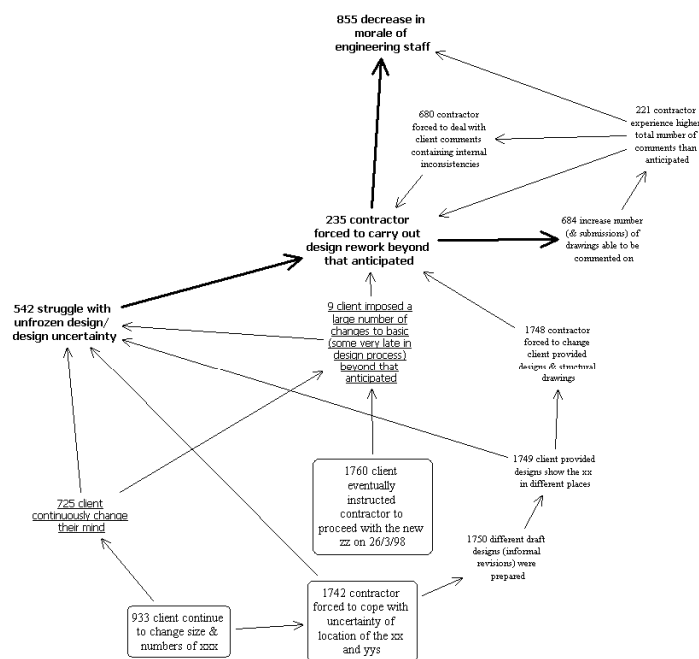 855 decrease in
morale of
engineering staff
221 contractor
experience higher
total number of
comments than
anticipated
680 contractor
forced to deal with
client comments
containing internal
inconsistencies
235 contractor
forced to carry out
design rework beyond
that anticipated
684 increase number
(& submissions) of
drawings able to be
commented on
542 struggle with
unfrozen design/
design uncertainty
9 client imposed a
large number of
changes to basic
(some very late in
design process)
beyond that
anticipated
1748 contractor
forced to change
client provided
designs & structural
drawings
1749 client provided
designs show the xx
in different places
1760 client
eventually
instructed
contractor to
proceed with the new
zz on 26/3/98
725 client
continuously change
their mind
1750 different draft
designs (informal
revisions) were
prepared
1742 contractor
forced to cope with
uncertainty of
location of the xx
and yys
933 client continue
to change size &
numbers of xxx